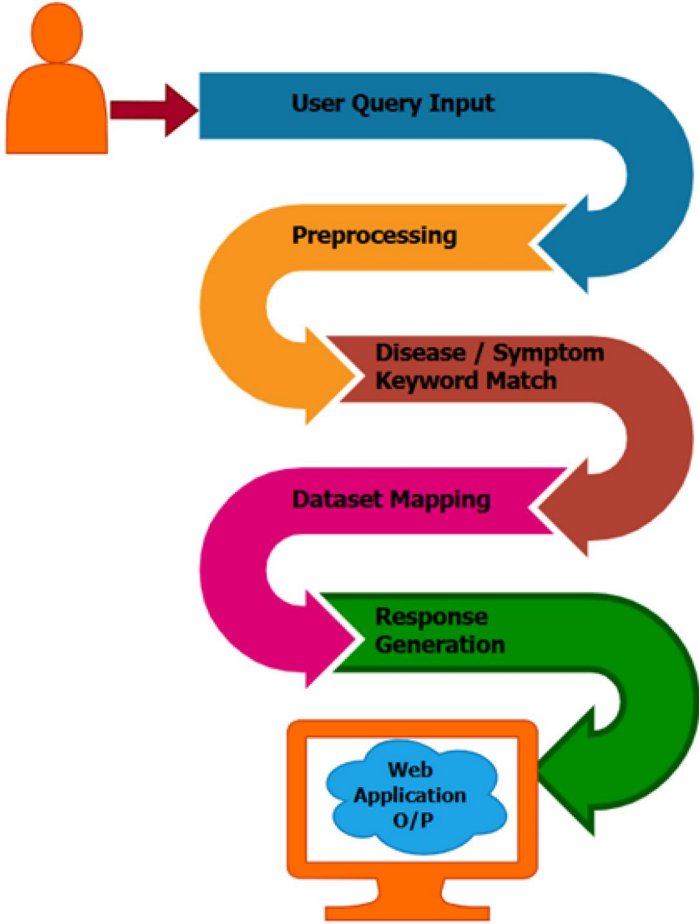 User Query Input
Preprocessing
Disease / Symptom
Keyword Match
Dataset Mapping
Response
Generation
Web
Application
O/P